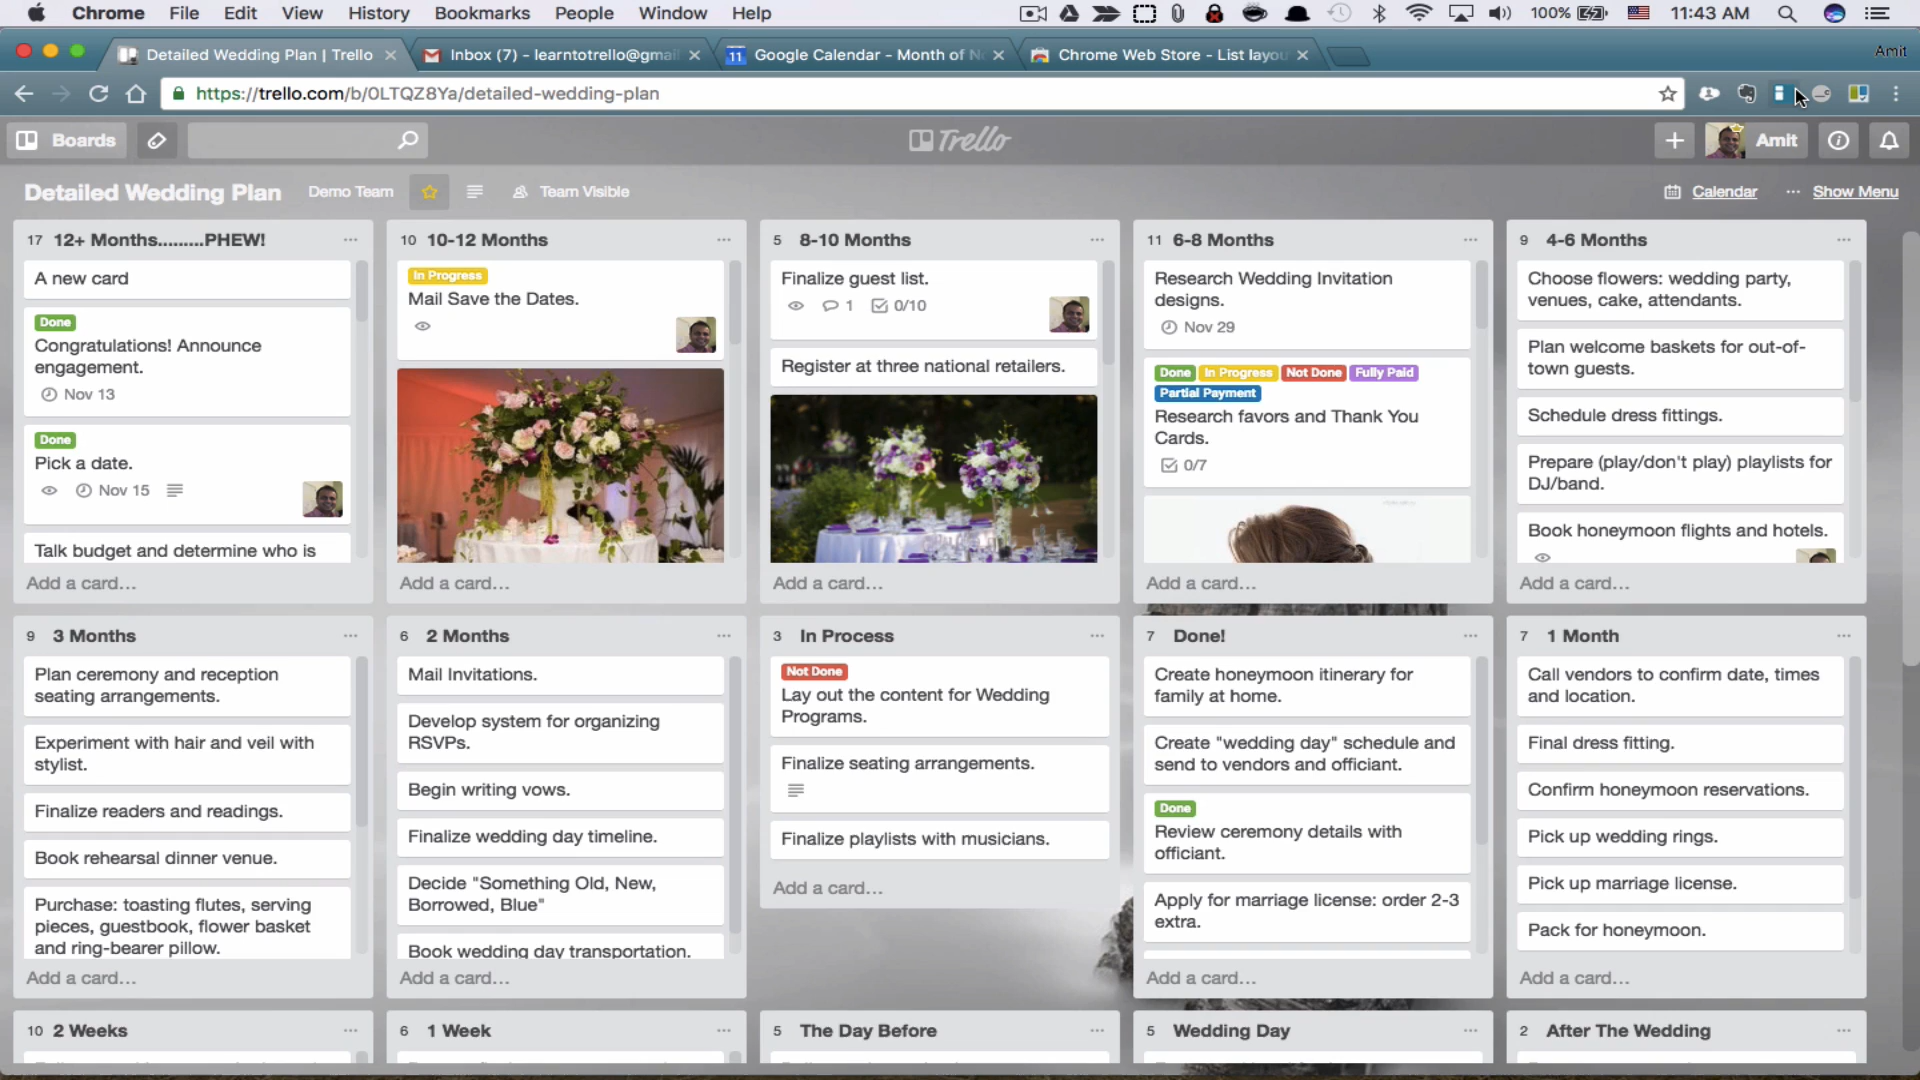 Chrome File Edit View History Bookmarks People Window Help 100% 11:43 AM
Detailed Wedding Plan | Trello
Inbox (7) - learntotrello@gmai
11 Google Calendar - Month of N
Chrome Web Store - List layou
Amit
https://trello.com/b/0LTQZ8Ya/detailed-wedding-plan
Boards
Trello
Amit
Detailed Wedding Plan Demo Team Team Visible
Calendar ... Show Menu
17 12+ Months.........PHEW!
A new card
Done
Congratulations! Announce
engagement.
Nov 13
Done
Pick a date.
Nov 15
Talk budget and determine who is
Add a card...
10 10-12 Months
In Progress
Mail Save the Dates.
Add a card...
5 8-10 Months
Finalize guest list.
1 0/10
Register at three national retailers.
Add a card...
11 6-8 Months
Research Wedding Invitation
designs.
Nov 29
Done In Progress Not Done Fully Paid
Partial Payment
Research favors and Thank You
Cards.
0/7
Add a card...
9 4-6 Months
Choose flowers: wedding party,
venues, cake, attendants.
Plan welcome baskets for out-of-
town guests.
Schedule dress fittings.
Prepare (play/don't play) playlists for
DJ/band.
Book honeymoon flights and hotels.
Add a card...
9 3 Months
Plan ceremony and reception
seating arrangements.
Experiment with hair and veil with
stylist.
Finalize readers and readings.
Book rehearsal dinner venue.
Purchase: toasting flutes, serving
pieces, guestbook, flower basket
and ring-bearer pillow.
Add a card...
6 2 Months
Mail Invitations.
Develop system for organizing
RSVPs.
Begin writing vows.
Finalize wedding day timeline.
Decide "Something Old, New,
Borrowed, Blue"
Book wedding day transportation.
Add a card...
3 In Process
Not Done
Lay out the content for Wedding
Programs.
Finalize seating arrangements.
Finalize playlists with musicians.
Add a card...
7 Done!
Create honeymoon itinerary for
family at home.
Create "wedding day" schedule and
send to vendors and officiant.
Done
Review ceremony details with
officiant.
Apply for marriage license: order 2-3
extra.
Add a card...
7 1 Month
Call vendors to confirm date, times
and location.
Final dress fitting.
Confirm honeymoon reservations.
Pick up wedding rings.
Pick up marriage license.
Pack for honeymoon.
Add a card...
10 2 Weeks
6 1 Week
5 The Day Before
5 Wedding Day
2 After The Wedding